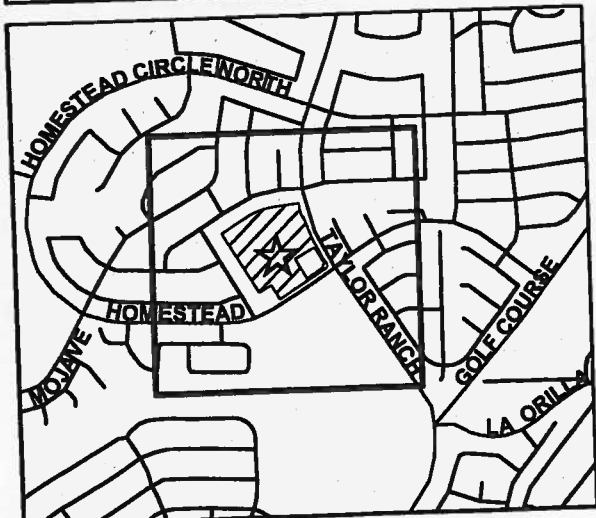 HOMESTEAD CIRCLE NORTH
TAYLOR RANCH
HOMESTEAD
GOLF COURSE
MOJAVE
LA ORILLA